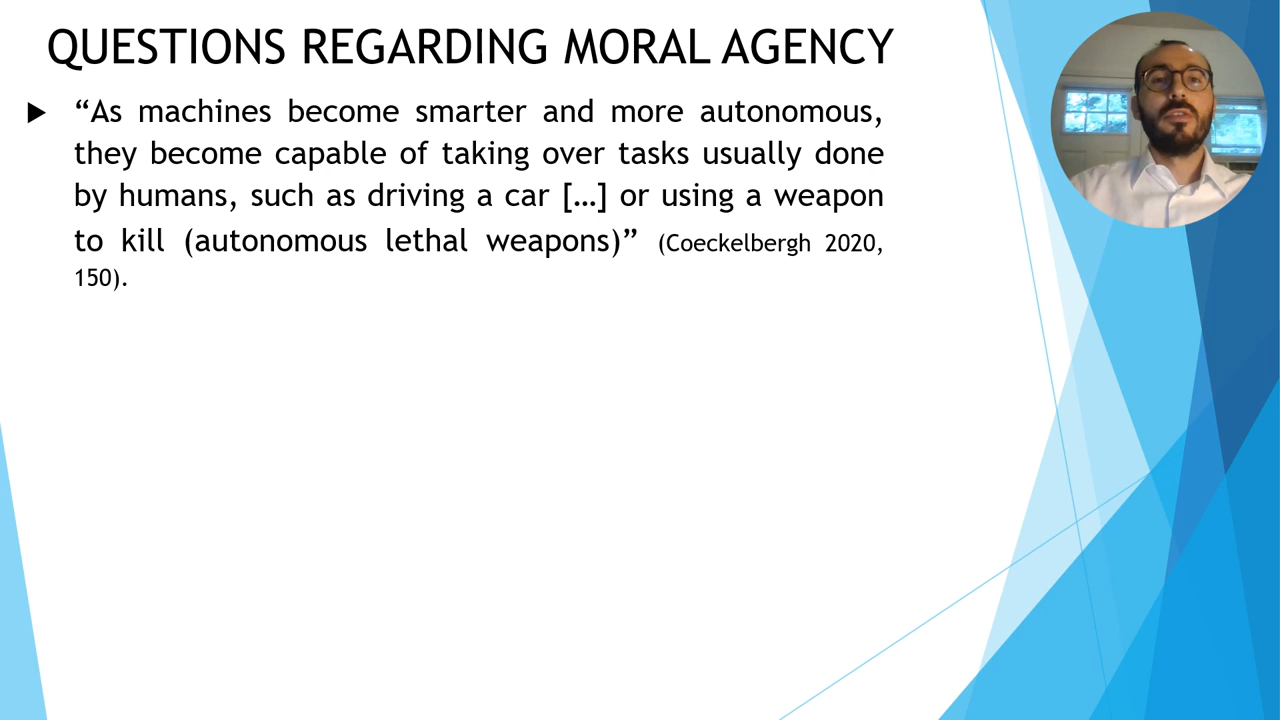 QUESTIONS REGARDING MORAL AGENCY
“As machines become smarter and more autonomous,
they become capable of taking over tasks usually done
by humans, such as driving a car […] or using a weapon
to kill (autonomous lethal weapons)” (Coeckelbergh 2020,
150).